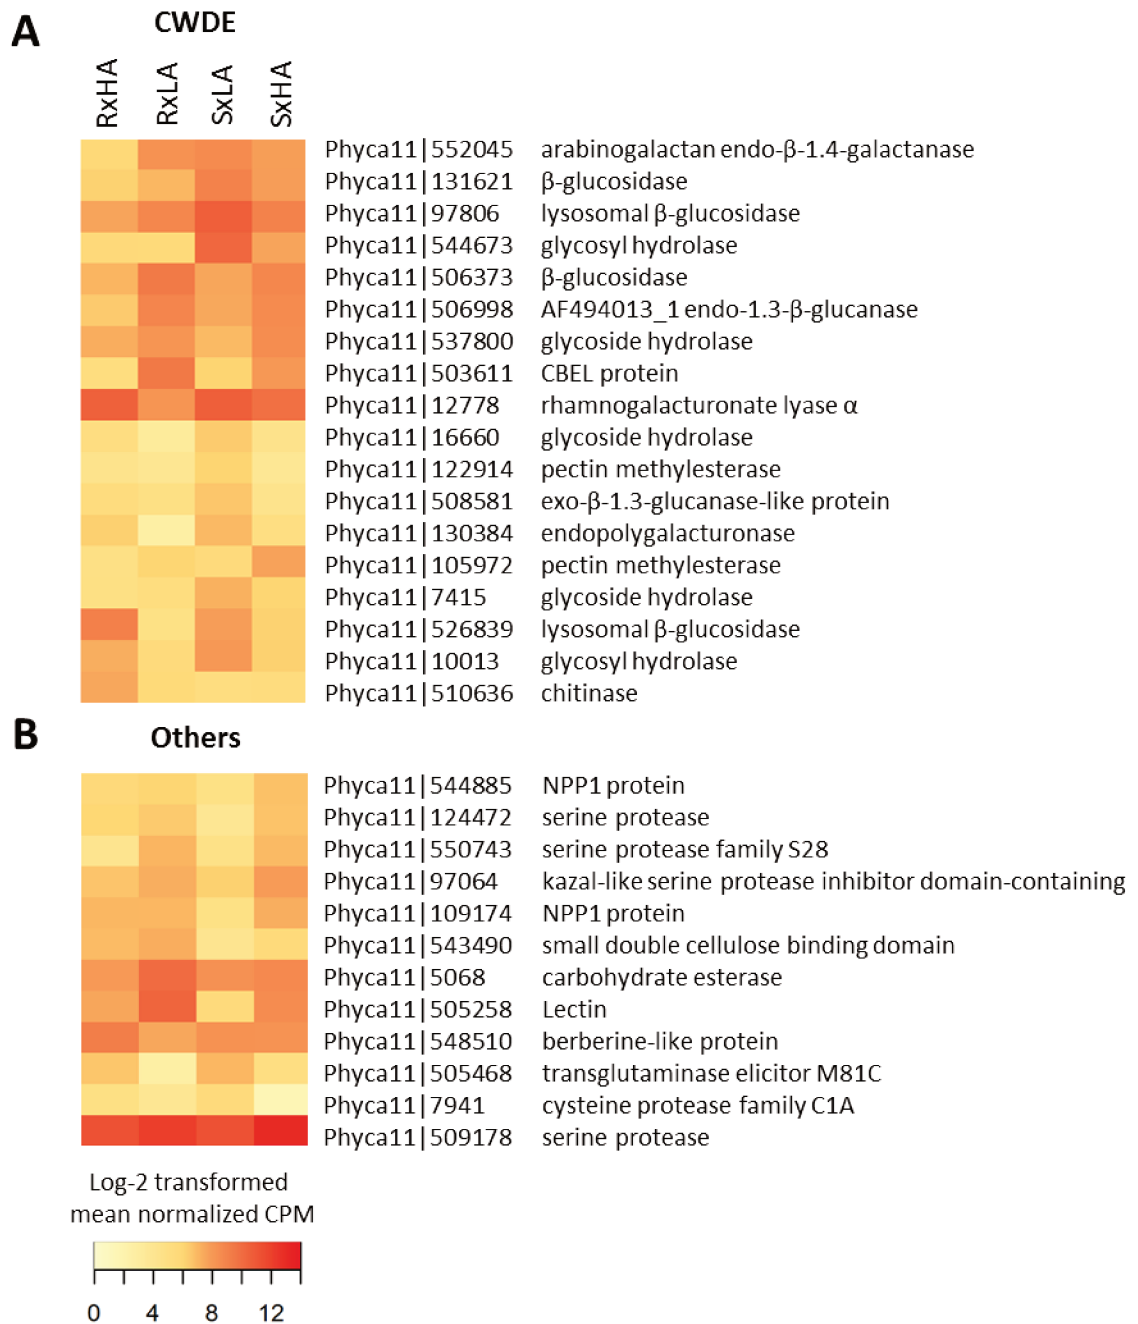 A
CWDE
RxHA RxLA SxLA SxHA
Phyca11|552045 arabinogalactan endo-β-1.4-galactanase
Phyca11|131621 β-glucosidase
Phyca11|97806 lysosomal β-glucosidase
Phyca11|544673 glycosyl hydrolase
Phyca11|506373 β-glucosidase
Phyca11|506998 AF494013_1 endo-1.3-β-glucanase
Phyca11|537800 glycoside hydrolase
Phyca11|503611 CBEL protein
Phyca11|12778 rhamnogalacturonate lyase α
Phyca11|16660 glycoside hydrolase
Phyca11|122914 pectin methylesterase
Phyca11|508581 exo-β-1.3-glucanase-like protein
Phyca11|130384 endopolygalacturonase
Phyca11|105972 pectin methylesterase
Phyca11|7415 glycoside hydrolase
Phyca11|526839 lysosomal β-glucosidase
Phyca11|10013 glycosyl hydrolase
Phyca11|510636 chitinase
B
Others
Phyca11|544885 NPP1 protein
Phyca11|124472 serine protease
Phyca11|550743 serine protease family S28
Phyca11|97064 kazal-like serine protease inhibitor domain-containing
Phyca11|109174 NPP1 protein
Phyca11|543490 small double cellulose binding domain
Phyca11|5068 carbohydrate esterase
Phyca11|505258 Lectin
Phyca11|548510 berberine-like protein
Phyca11|505468 transglutaminase elicitor M81C
Phyca11|7941 cysteine protease family C1A
Phyca11|509178 serine protease
Log-2 transformed
mean normalized CPM
0 4 8 12